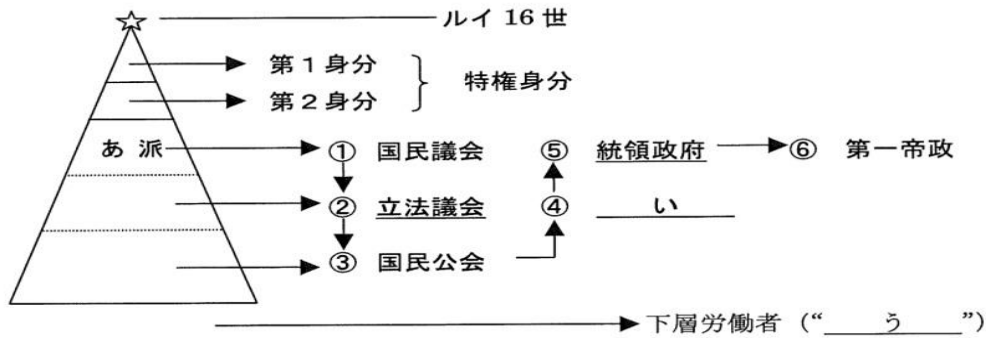 ルイ 16 世
第1身分
第2身分
特権身分
あ 派
① 国民議会
⑤ 統領政府
⑥ 第一帝政
② 立法議会
④ い
③ 国民公会
下層労働者 (“ う ”)